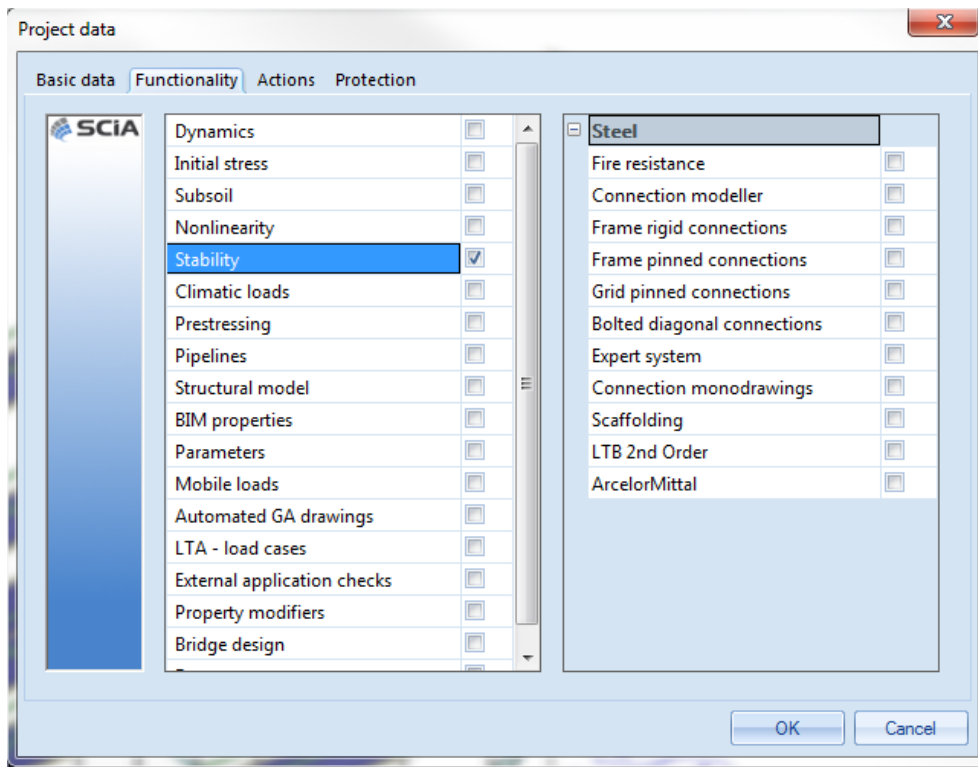 Project data
Basic data Functionality Actions Protection
SCiA
Dynamics
Initial stress
Subsoil
Nonlinearity
Stability
Climatic loads
Prestressing
Pipelines
Structural model
BIM properties
Parameters
Mobile loads
Automated GA drawings
LTA - load cases
External application checks
Property modifiers
Bridge design
Steel
Fire resistance
Connection modeller
Frame rigid connections
Frame pinned connections
Grid pinned connections
Bolted diagonal connections
Expert system
Connection monodrawings
Scaffolding
LTB 2nd Order
ArcelorMittal
OK Cancel